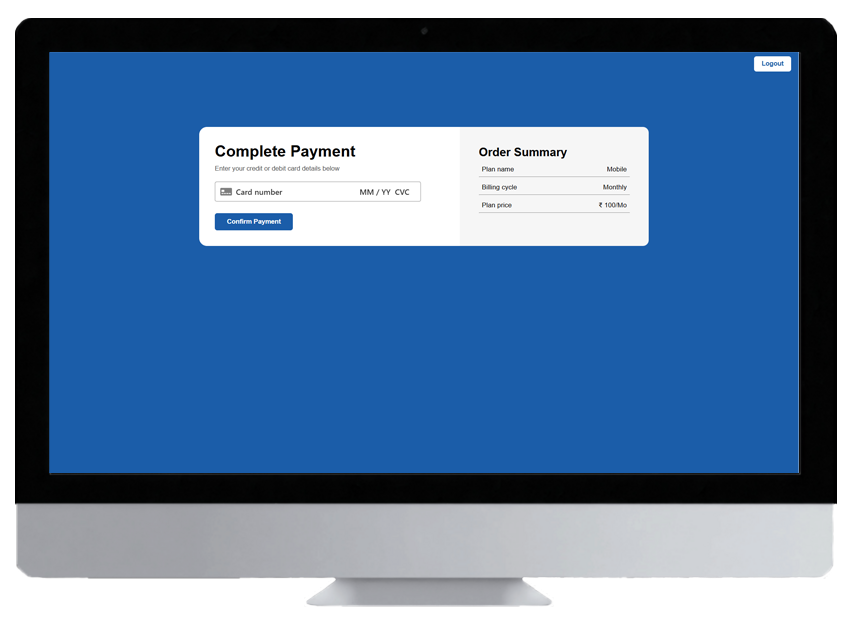 Logout
Complete Payment
Enter your credit or debit card details below
Card number MM / YY CVC
Confirm Payment
Order Summary
Plan name Mobile
Billing cycle Monthly
Plan price ₹ 100/Mo